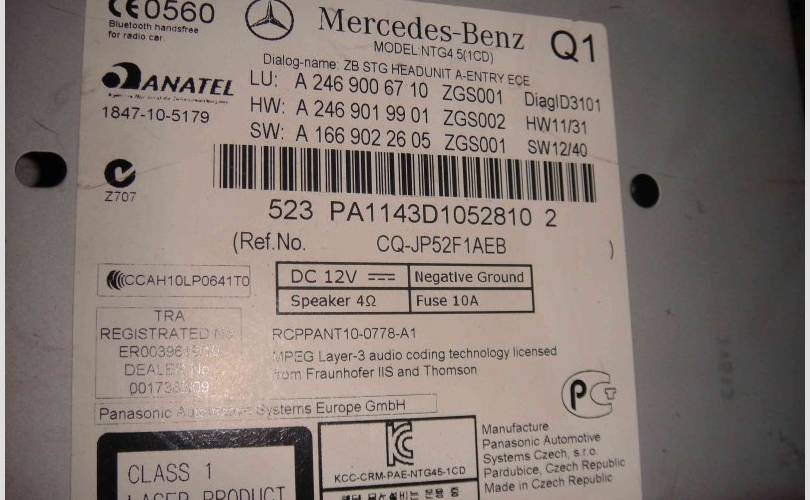 CE0560
Bluetooth handsfree
for radio car.
Mercedes-Benz
Q1
MODEL:NTG4.5(1CD)
Dialog-name: ZB STG HEADUNIT A-ENTRY ECE
LU: A 246 900 67 10 ZGS001 DiagID3101
HW: A 246 901 99 01 ZGS002 HW11/31
SW: A 166 902 26 05 ZGS001 SW12/40
ANATEL
1847-10-5179
Z707
523 PA1143D1052810 2
(Ref.No. CQ-JP52F1AEB )
CCAH10LP0641T0
DC 12V Negative Ground
Speaker 4Ω Fuse 10A
TRA
REGISTRATED
DEALER
RCPPANT10-0778-A1
MPEG Layer-3 audio coding technology licensed
from Fraunhofer IIS and Thomson
Panasonic Automotive Systems Europe GmbH
KCC-CRM-PAE-NTG45-1CD
Manufacture
Panasonic Automotive
Systems Czech, s.r.o.
Pardubice, Czech Republic
Made in Czech Republic
CLASS 1
LASER PRODUCT